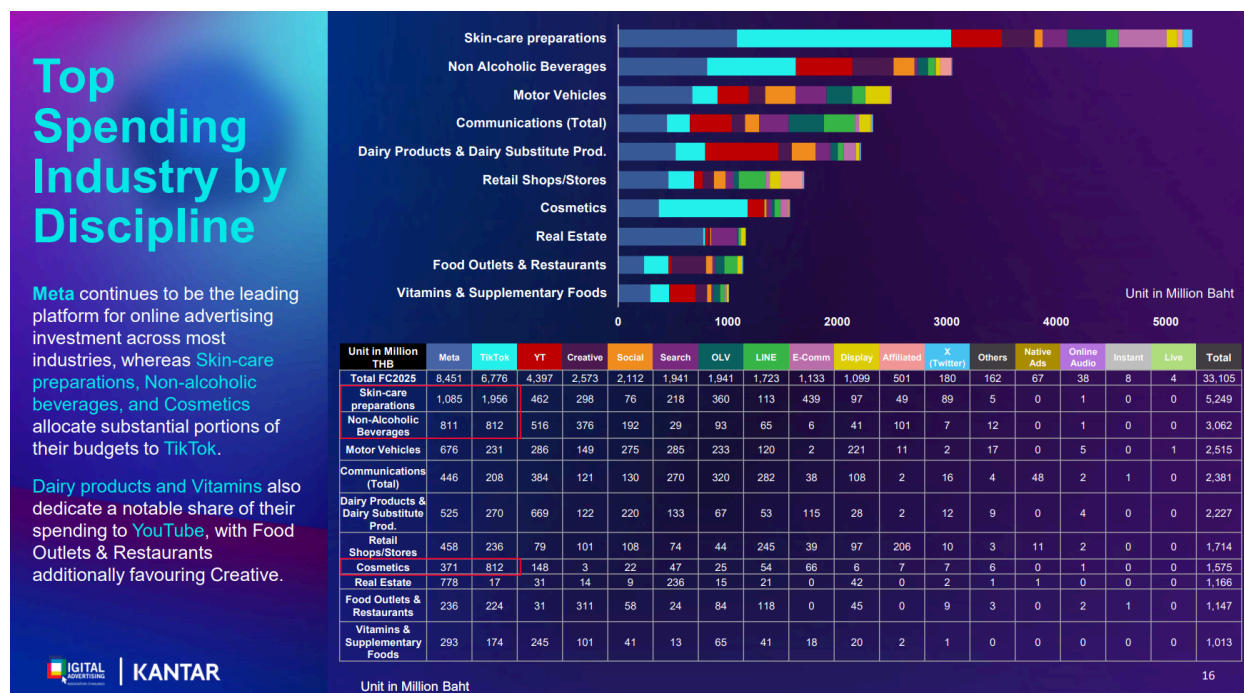 Top
Spending
Industry by
Discipline
Meta continues to be the leading
platform for online advertising
investment across most
industries, whereas Skin-care
preparations, Non-alcoholic
beverages, and Cosmetics
allocate substantial portions of
their budgets to TikTok.
Dairy products and Vitamins also
dedicate a notable share of their
spending to YouTube, with Food
Outlets & Restaurants
additionally favouring Creative.
IGITAL
ADVERTISING
KANTAR
Skin-care preparations
Non Alcoholic Beverages
Motor Vehicles
Communications (Total)
Dairy Products & Dairy Substitute Prod.
Retail Shops/Stores
Cosmetics
Real Estate
Food Outlets & Restaurants
Vitamins & Supplementary Foods
Unit in Million Baht
0 1000 2000 3000 4000 5000
Unit in Million THB Meta TikTok YT Creative Social Search OLV LINE E-Comm Display Affiliated X (Twitter) Others Native Ads Online Audio Instant Live Total
Total FC2025 8,451 6,776 4,397 2,573 2,112 1,941 1,941 1,723 1,133 1,099 501 180 162 67 38 8 4 33,105
Skin-care preparations 1,085 1,956 462 298 76 218 360 113 439 97 49 89 5 0 1 0 0 5,249
Non-Alcoholic Beverages 811 812 516 376 192 29 93 65 6 41 101 7 12 0 1 0 0 3,062
Motor Vehicles 676 231 286 149 275 285 233 120 2 221 11 2 17 0 5 0 1 2,515
Communications (Total) 446 208 384 121 130 270 320 282 38 108 2 16 4 48 2 1 0 2,381
Dairy Products & Dairy Substitute Prod. 525 270 669 122 220 133 67 53 115 28 2 12 9 0 4 0 0 2,227
Retail Shops/Stores 458 236 79 101 108 74 44 245 39 97 206 10 3 11 2 0 0 1,714
Cosmetics 371 812 148 3 22 47 25 54 66 6 7 7 6 0 1 0 0 1,575
Real Estate 778 17 31 14 9 236 15 21 0 42 0 2 1 1 0 0 0 1,166
Food Outlets & Restaurants 236 224 31 311 58 24 84 118 0 45 0 9 3 0 2 1 0 1,147
Vitamins & Supplementary Foods 293 174 245 101 41 13 65 41 18 20 2 1 0 0 0 0 0 1,013
Unit in Million Baht
16